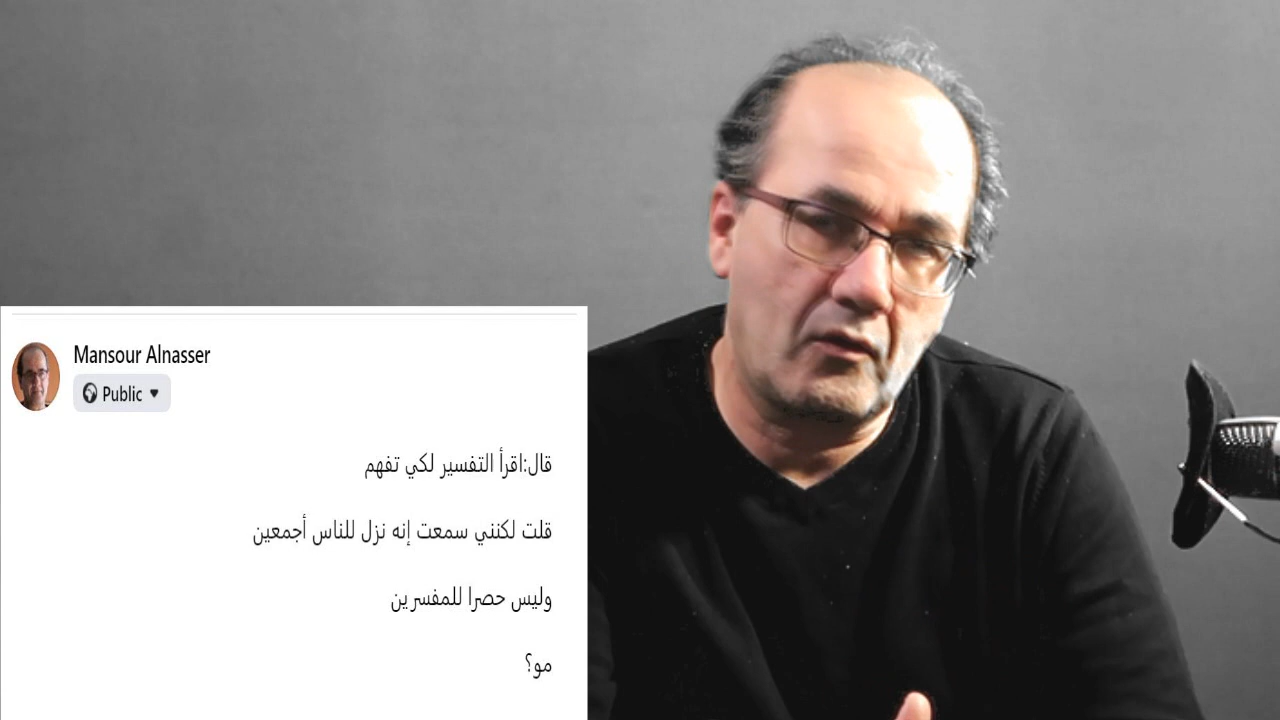 Mansour Alnasser
Public
قال:اقرأ التفسير لكي تفهم
قلت لكنني سمعت إنه نزل للناس أجمعين
وليس حصرا للمفسرين
مو؟